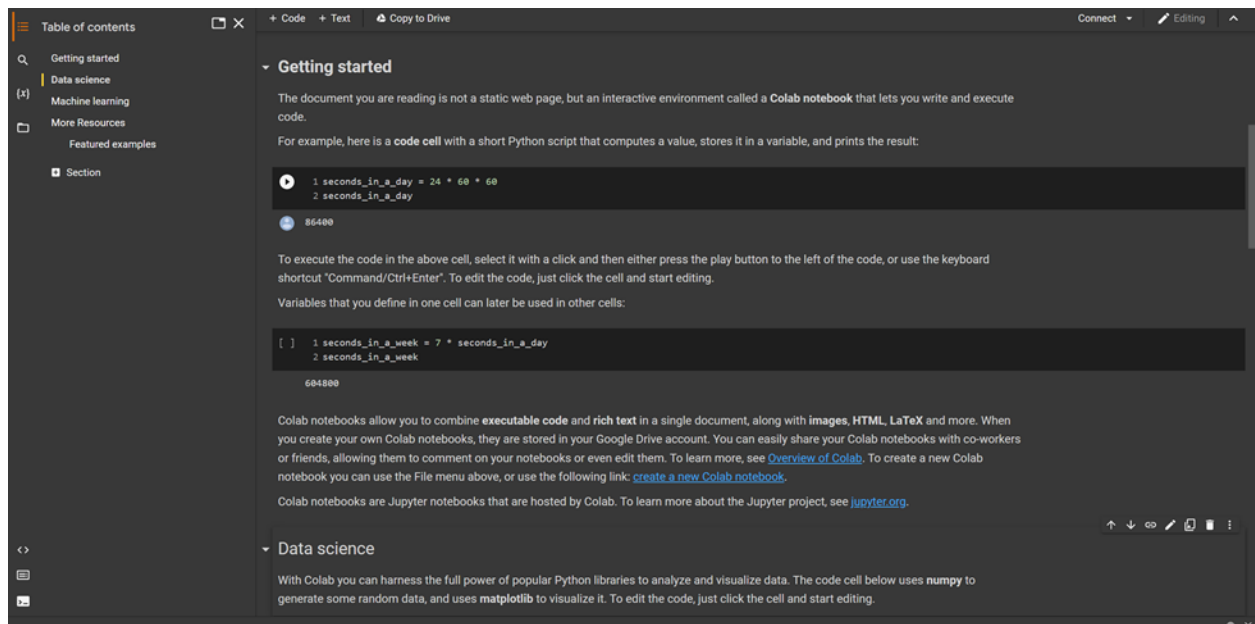 Table of contents
Getting started
Data science
Machine learning
More Resources
Featured examples
Section
+ Code + Text Copy to Drive
Connect
Editing
Getting started
The document you are reading is not a static web page, but an interactive environment called a Colab notebook that lets you write and execute
code.
For example, here is a code cell with a short Python script that computes a value, stores it in a variable, and prints the result:
1 seconds_in_a_day = 24 * 60 * 60
2 seconds_in_a_day
86400
To execute the code in the above cell, select it with a click and then either press the play button to the left of the code, or use the keyboard
shortcut "Command/Ctrl+Enter". To edit the code, just click the cell and start editing.
Variables that you define in one cell can later be used in other cells:
[ ] 1 seconds_in_a_week = 7 * seconds_in_a_day
2 seconds_in_a_week
604800
Colab notebooks allow you to combine executable code and rich text in a single document, along with images, HTML, LaTeX and more. When
you create your own Colab notebooks, they are stored in your Google Drive account. You can easily share your Colab notebooks with co-workers
or friends, allowing them to comment on your notebooks or even edit them. To learn more, see Overview of Colab. To create a new Colab
notebook you can use the File menu above, or use the following link: create a new Colab notebook.
Colab notebooks are Jupyter notebooks that are hosted by Colab. To learn more about the Jupyter project, see jupyter.org.
Data science
With Colab you can harness the full power of popular Python libraries to analyze and visualize data. The code cell below uses numpy to
generate some random data, and uses matplotlib to visualize it. To edit the code, just click the cell and start editing.